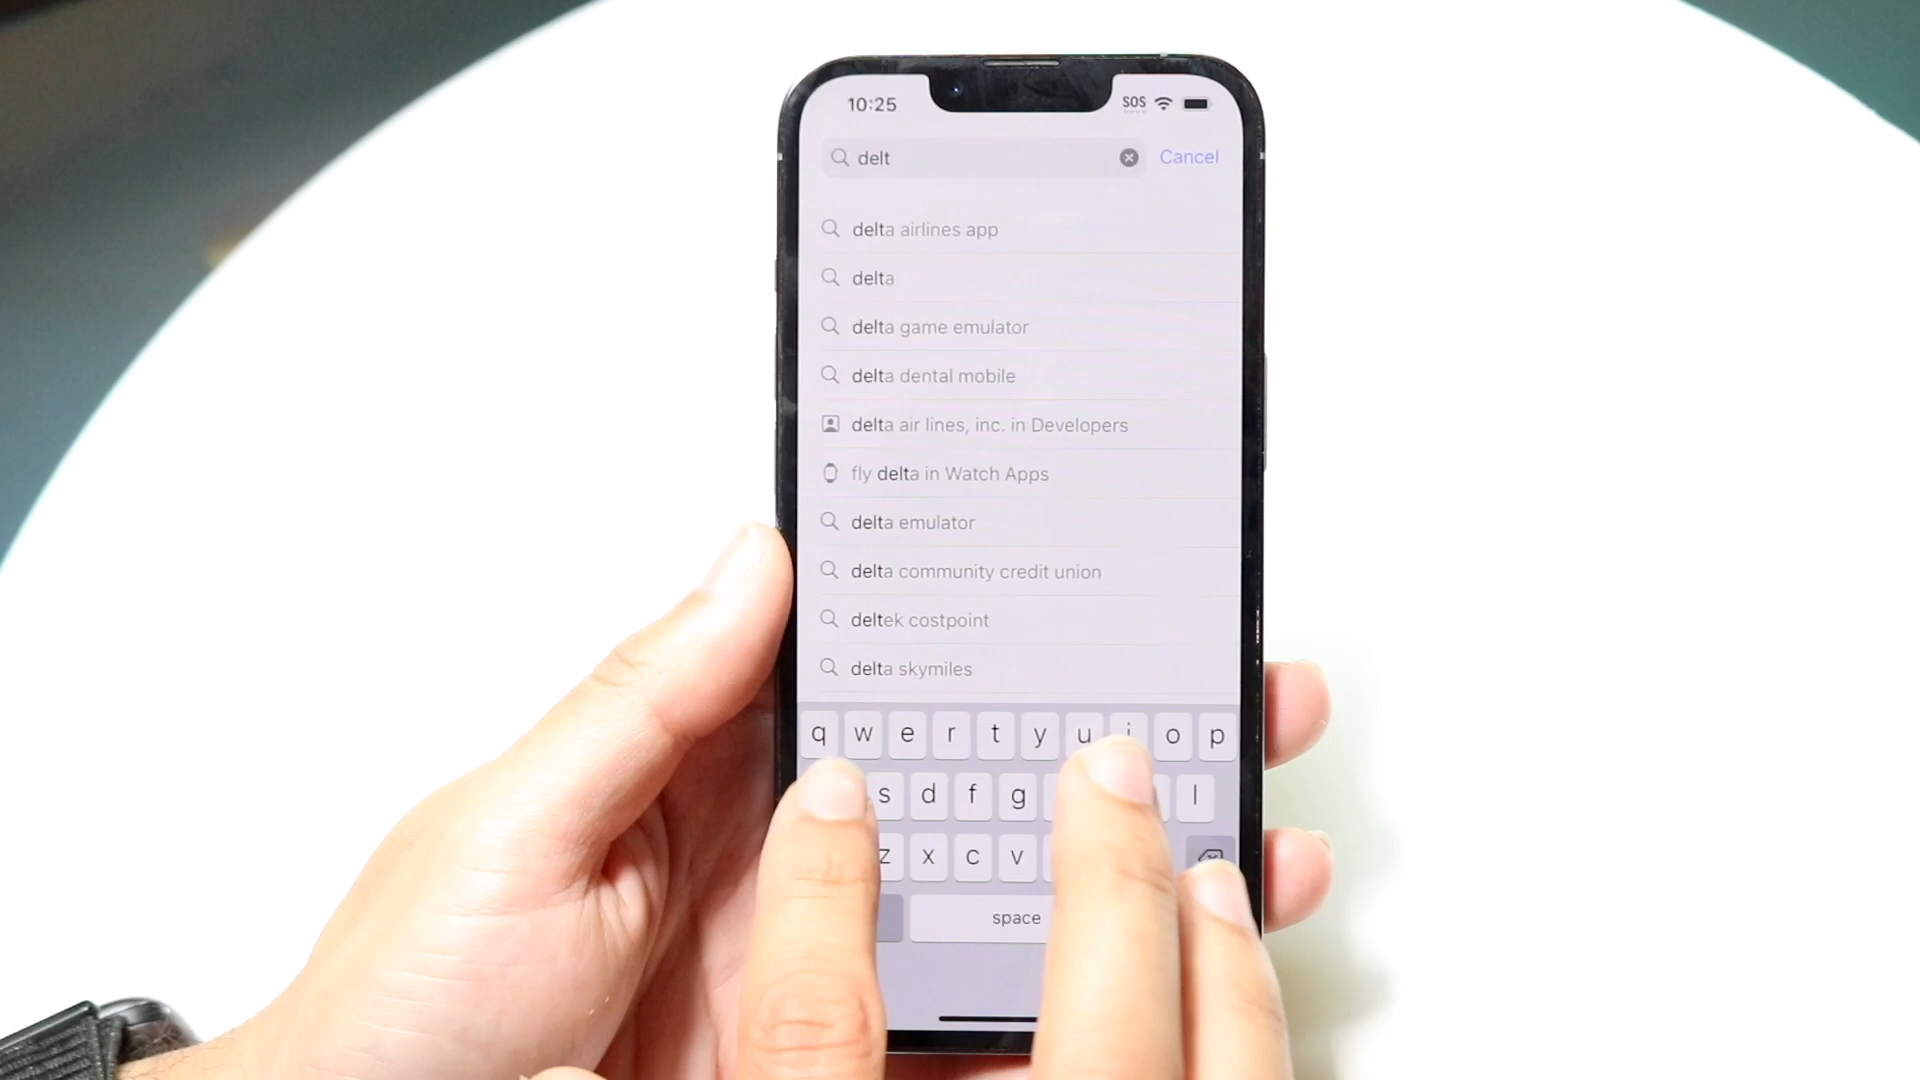 10:25 SOS
delt Cancel
delta airlines app
delta
delta game emulator
delta dental mobile
delta air lines, inc. in Developers
fly delta in Watch Apps
delta emulator
delta community credit union
deltek costpoint
delta skymiles
q w e r t y u i o p
s d f g l
z x c v
space